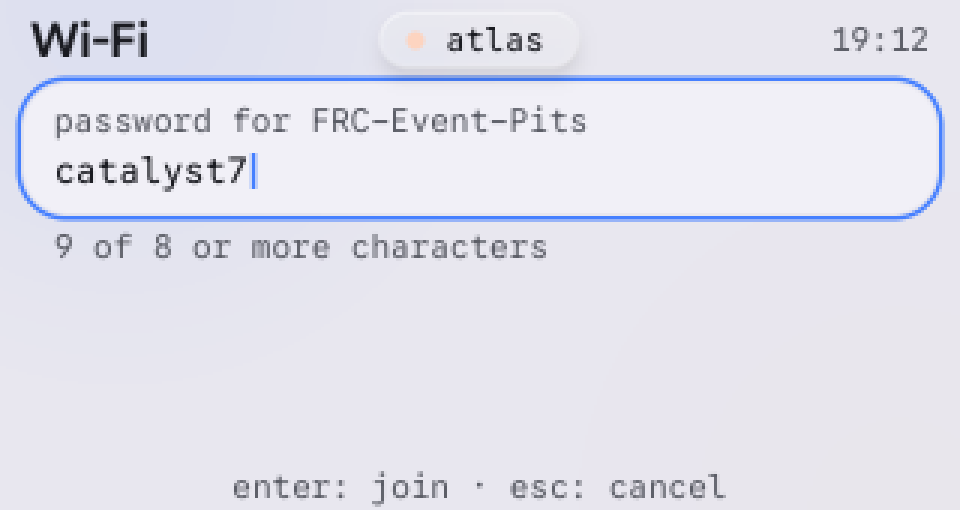 Wi-Fi
atlas
19:12
password for FRC-Event-Pits
catalyst7
9 of 8 or more characters
enter: join · esc: cancel